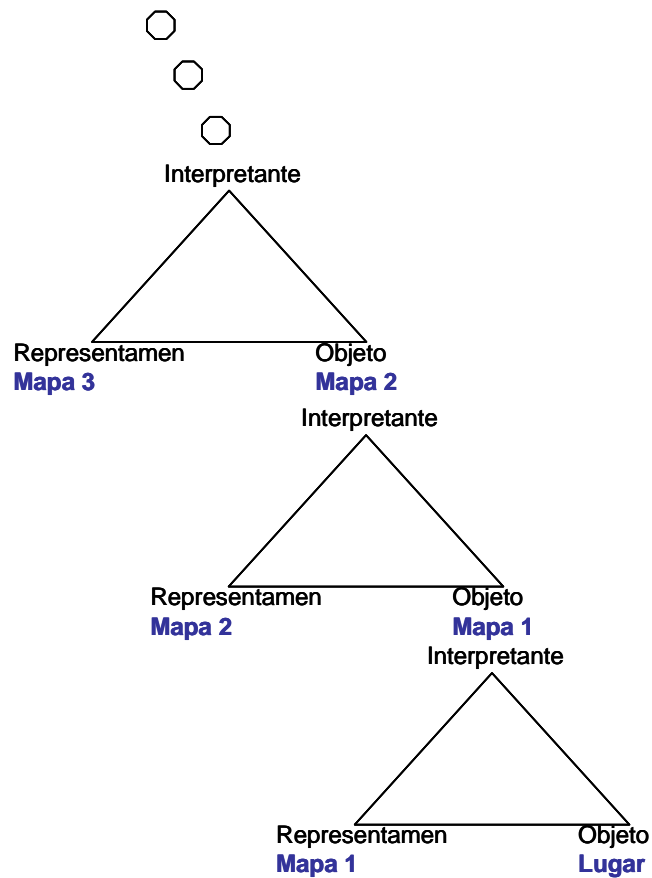 Interpretante
Representamen Objeto
Mapa 3 Mapa 2
Interpretante
Representamen Objeto
Mapa 2 Mapa 1
Interpretante
Representamen Objeto
Mapa 1 Lugar